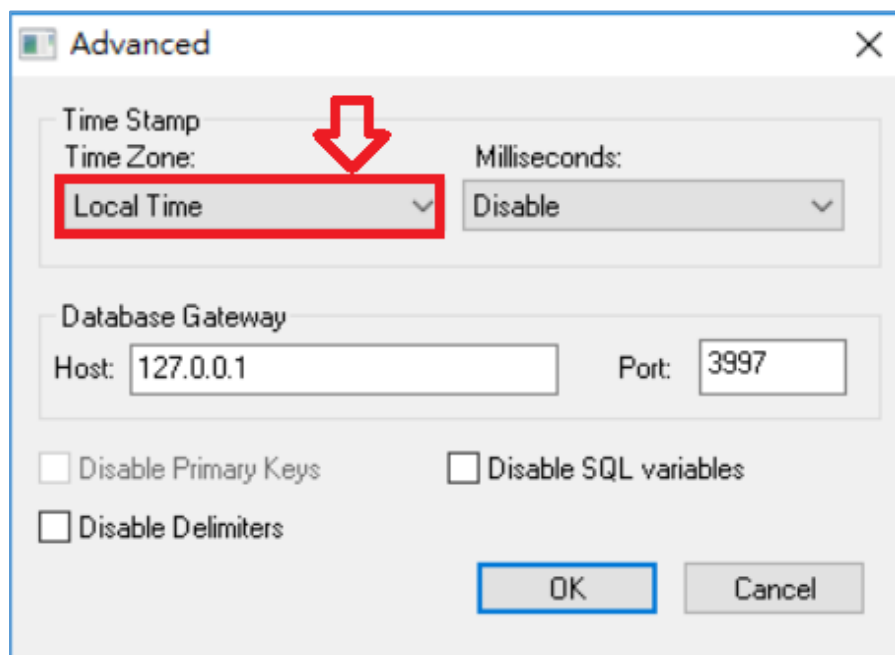 Advanced
Time Stamp
Time Zone: Milliseconds:
Local Time Disable
Database Gateway
Host: 127.0.0.1 Port: 3997
Disable Primary Keys Disable SQL variables
Disable Delimiters
OK Cancel